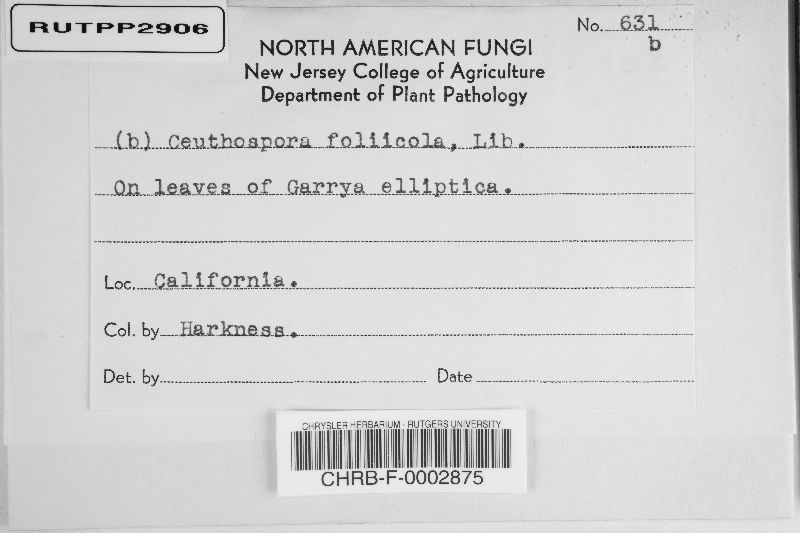 RUTPP2906
No. 631
b
NORTH AMERICAN FUNGI
New Jersey College of Agriculture
Department of Plant Pathology
(b) Ceuthospora foliicola, Lib.
On leaves of Garrya elliptica.
Loc. California.
Col. by Harkness.
Det. by Date
CHRYSLER HERBARIUM - RUTGERS UNIVERSITY
CHRB-F-0002875